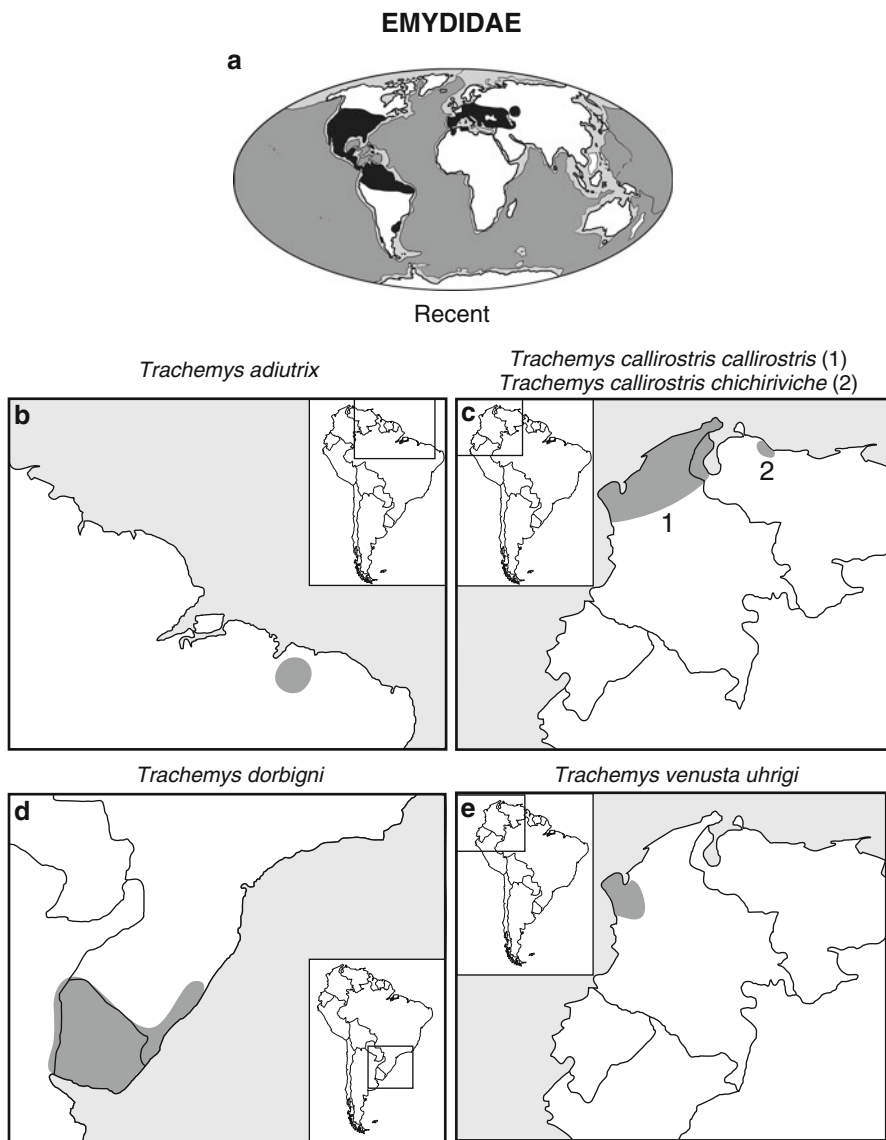 EMYDIDAE
a
Recent
Trachemys adiutrix
b
Trachemys callirostris callirostris (1)
Trachemys callirostris chichiriviche (2)
c
1
2
Trachemys dorbigni
d
Trachemys venusta uhrigi
e